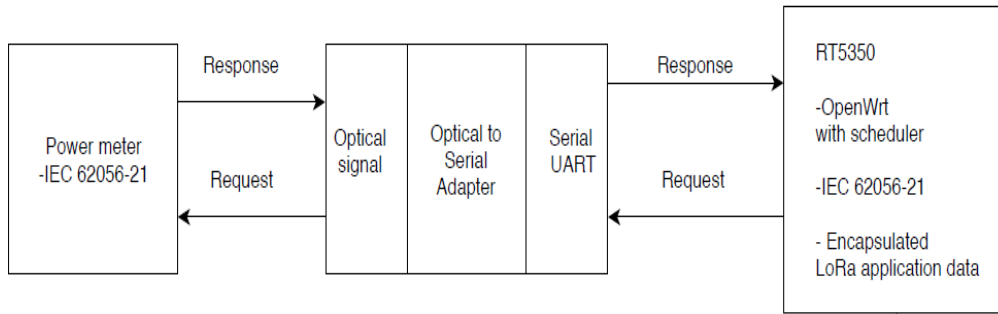 Power meter
-IEC 62056-21
Response
Request
Optical
signal
Optical to
Serial
Adapter
Serial
UART
Response
Request
RT5350
-OpenWrt
with scheduler
-IEC 62056-21
- Encapsulated
LoRa application data